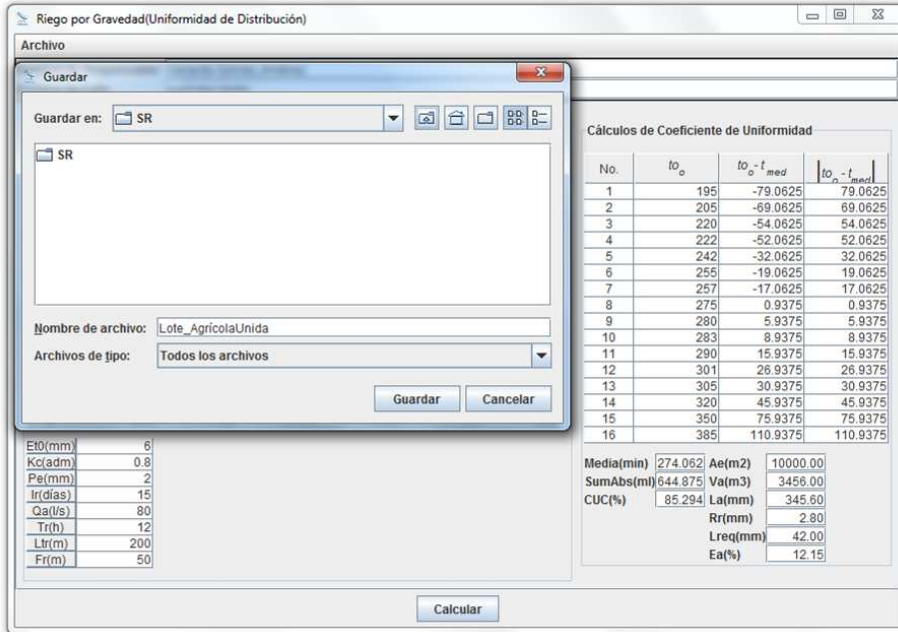 Riego por Gravedad(Uniformidad de Distribución)
Archivo
Guardar
Guardar en: SR
SR
Nombre de archivo: Lote_AgrícolaUnida
Archivos de tipo: Todos los archivos
Guardar Cancelar
Et0(mm) 6
Kc(adm) 0.8
Pe(mm) 2
Ir(días) 15
Qa(l/s) 80
Tr(h) 12
Ltr(m) 200
Fr(m) 50
Cálculos de Coeficiente de Uniformidad
No. to_o to_o - t_med |to_o - t_med|
1 195 -79.0625 79.0625
2 205 -69.0625 69.0625
3 220 -54.0625 54.0625
4 222 -52.0625 52.0625
5 242 -32.0625 32.0625
6 255 -19.0625 19.0625
7 257 -17.0625 17.0625
8 275 0.9375 0.9375
9 280 5.9375 5.9375
10 283 8.9375 8.9375
11 290 15.9375 15.9375
12 301 26.9375 26.9375
13 305 30.9375 30.9375
14 320 45.9375 45.9375
15 350 75.9375 75.9375
16 385 110.9375 110.9375
Media(min) 274.062 Ae(m2) 10000.00
SumAbs(ml) 644.875 Va(m3) 3456.00
CUC(%) 85.294 La(mm) 345.60
Rr(mm) 2.80
Lreq(mm) 42.00
Ea(%) 12.15
Calcular